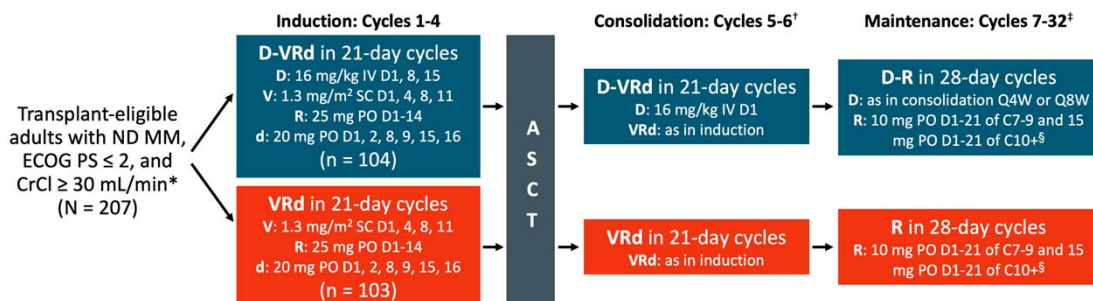 Induction: Cycles 1-4
Consolidation: Cycles 5-6†
Maintenance: Cycles 7-32‡
Transplant-eligible
adults with ND MM,
ECOG PS ≤ 2, and
CrCl ≥ 30 mL/min*
(N = 207)
D-VRd in 21-day cycles
D: 16 mg/kg IV D1, 8, 15
V: 1.3 mg/m² SC D1, 4, 8, 11
R: 25 mg PO D1-14
d: 20 mg PO D1, 2, 8, 9, 15, 16
(n = 104)
VRd in 21-day cycles
V: 1.3 mg/m² SC D1, 4, 8, 11
R: 25 mg PO D1-14
d: 20 mg PO D1, 2, 8, 9, 15, 16
(n = 103)
A
S
C
T
D-VRd in 21-day cycles
D: 16 mg/kg IV D1
VRd: as in induction
VRd in 21-day cycles
VRd: as in induction
D-R in 28-day cycles
D: as in consolidation Q4W or Q8W
R: 10 mg PO D1-21 of C7-9 and 15
mg PO D1-21 of C10+§
R in 28-day cycles
R: 10 mg PO D1-21 of C7-9 and 15
mg PO D1-21 of C10+§